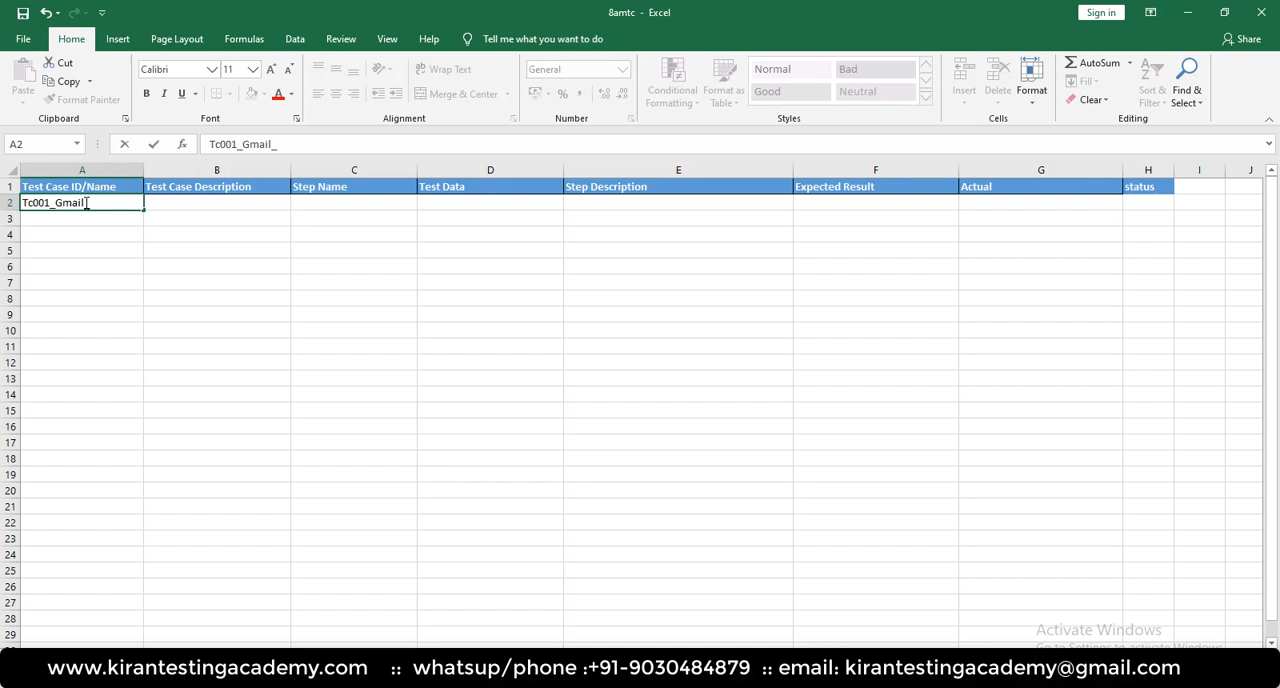 8amtc - Excel
Sign in
File Home Insert Page Layout Formulas Data Review View Help Tell me what you want to do Share
Paste Cut Copy Format Painter Clipboard
Calibri 11 A A B I U A Font
Wrap Text Merge & Center Alignment
General % , Number
Conditional Formatting Format as Table Normal Bad Good Neutral Styles
Insert Delete Format Cells
AutoSum Fill Clear Sort & Filter Find & Select Editing
A2 fx Tc001_Gmail_
A B C D E F G H I J
1 Test Case ID/Name Test Case Description Step Name Test Data Step Description Expected Result Actual status
2 Tc001_Gmail
3
4
5
6
7
8
9
10
11
12
13
14
15
16
17
18
19
20
21
22
23
24
25
26
27
28
29
Activate Windows
Go to Settings to activate Windows.
www.kirantestingacademy.com :: whatsup/phone :+91-9030484879 :: email: kirantestingacademy@gmail.com